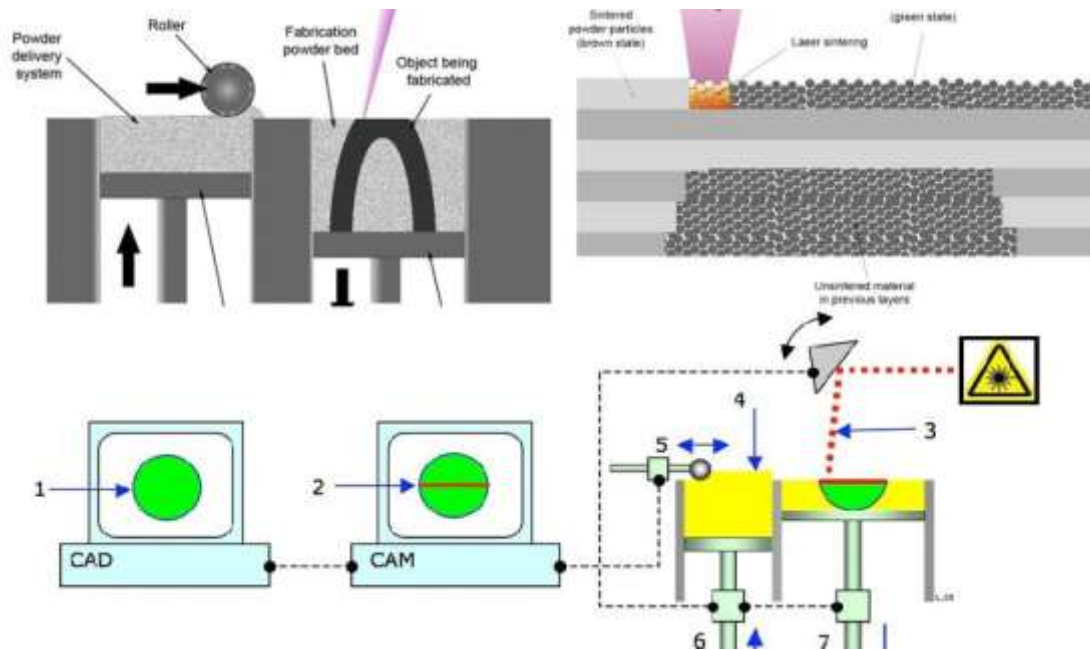 Powder
delivery
system
Roller
Fabrication
powder bed
Object being
fabricated
Sintered
powder particles
(brown state)
Laser sintering
(green state)
Unsintered material
in previous layers
1
CAD
2
CAM
3
4
5
6
7